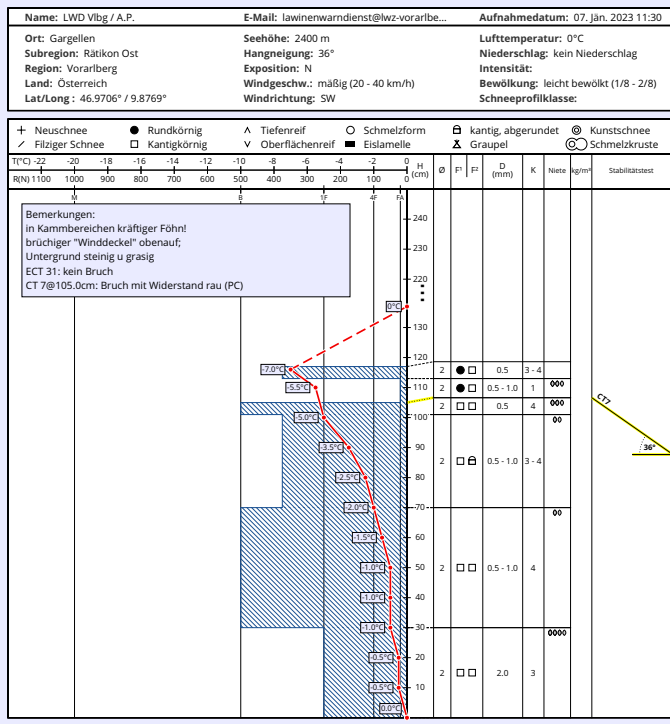 Name: LWD Vlbg / A.P. E-Mail: lawinenwarndienst@lwz-vorarlbe... Aufnahmedatum: 07. Jän. 2023 11:30
Ort: Gargellen Seehöhe: 2400 m Lufttemperatur: 0°C
Subregion: Rätikon Ost Hangneigung: 36° Niederschlag: kein Niederschlag
Region: Vorarlberg Exposition: N Intensität:
Land: Österreich Windgeschw.: mäßig (20 - 40 km/h) Bewölkung: leicht bewölkt (1/8 - 2/8)
Lat/Long : 46.9706° / 9.8769° Windrichtung: SW Schneeprofilklasse:
Neuschnee Rundkörnig Tiefenreif Schmelzform kantig, abgerundet Kunstschnee
Filziger Schnee Kantigkörnig Oberflächenreif Eislamelle Graupel Schmelzkruste
T(°C) -22 -20 -18 -16 -14 -12 -10 -8 -6 -4 -2 0 H (cm) Ø F¹ F² D (mm) K Niete kg/m³ Stabilitätstest
R(N) 1100 1000 900 800 700 600 500 400 300 200 100 0
M B 1F 4F FA
Bemerkungen:
in Kammbereichen kräftiger Föhn!
brüchiger "Winddeckel" obenauf;
Untergrund steinig u grasig
ECT 31: kein Bruch
CT 7@105.0cm: Bruch mit Widerstand rau (PC)
240
230
220
0°C
130
120
-7.0°C 2 0.5 3 - 4
-5.5°C 110 2 0.5 - 1.0 1
2 0.5 4 CT7
-5.0°C 100
-3.5°C 90 36°
2 0.5 - 1.0 3 - 4
-2.5°C 80
-2.0°C 70
-1.5°C 60
-1.0°C 50 2 0.5 - 1.0 4
-1.0°C 40
-1.0°C 30
-0.5°C 20
2 2.0 3
-0.5°C 10
0.0°C